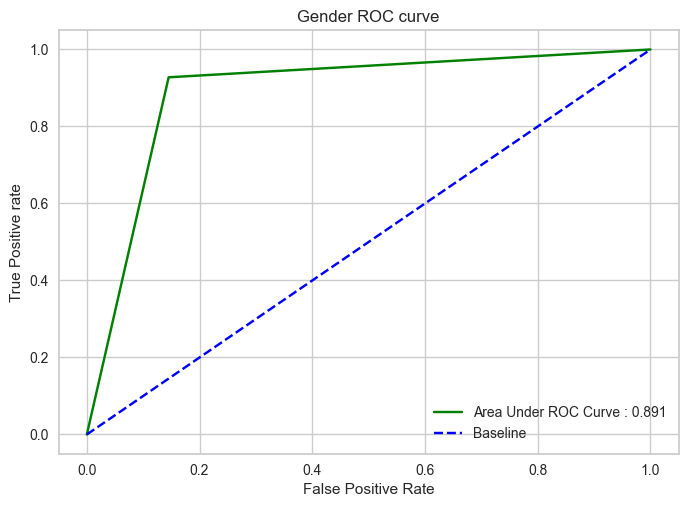 Gender ROC curve
True Positive rate
1.0
0.8
0.6
0.4
0.2
0.0
Area Under ROC Curve : 0.891
Baseline
0.0 0.2 0.4 0.6 0.8 1.0
False Positive Rate